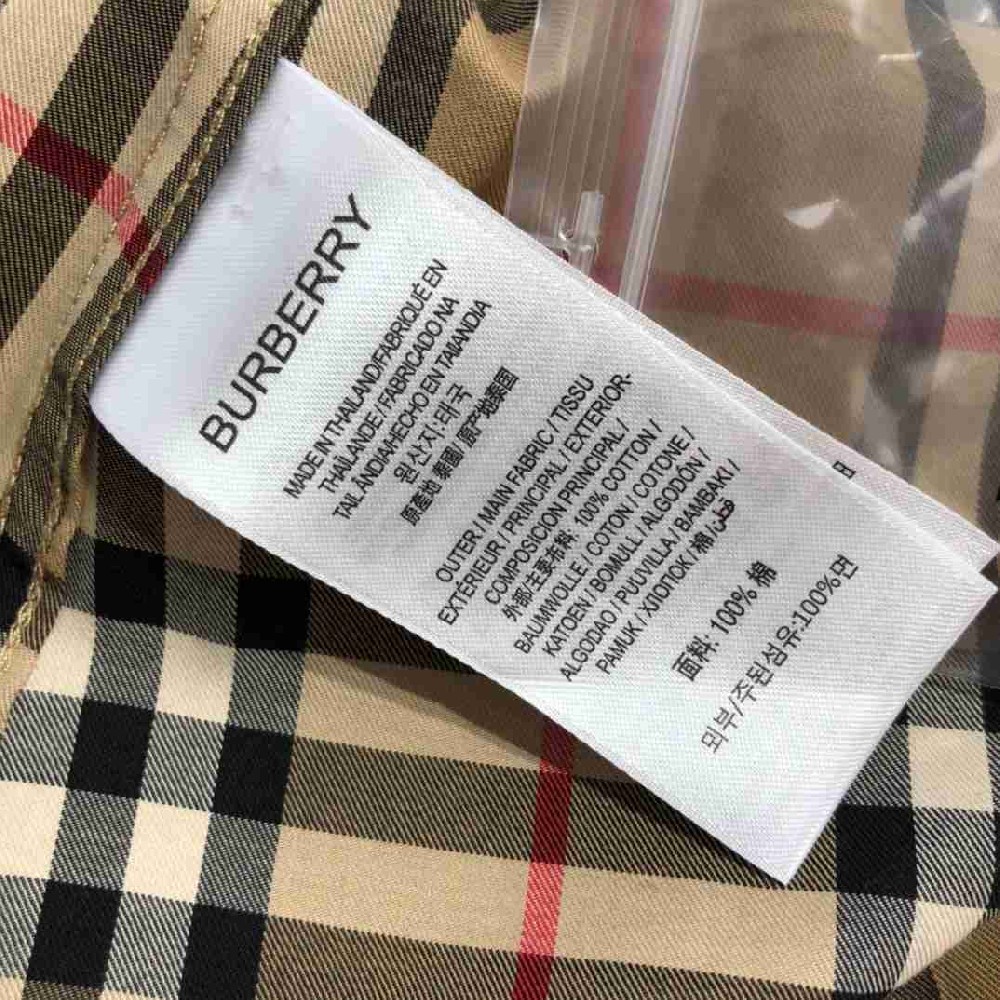 BURBERRY
MADE IN THAILAND/FABRIQUÉ EN
THAÏLANDE / FABRICADO NA
TAILÂNDIA/HECHO EN TAILANDIA
원산지:태국
原產地 泰國 / 原产地泰国
OUTER / MAIN FABRIC / TISSU
EXTÉRIEUR / PRINCIPAL / EXTERIOR-
COMPOSICION PRINCIPAL /
外部/主要布料: 100% COTTON /
BAUMWOLLE / COTON / COTONE /
KATOEN / BOMULL / ALGODÓN /
ALGODAO / PUUVILLA / BAMBAKI /
PAMUK / ХЛОПОК / 棉 / قطن
面料: 100% 棉
외부/주된섬유:100%면